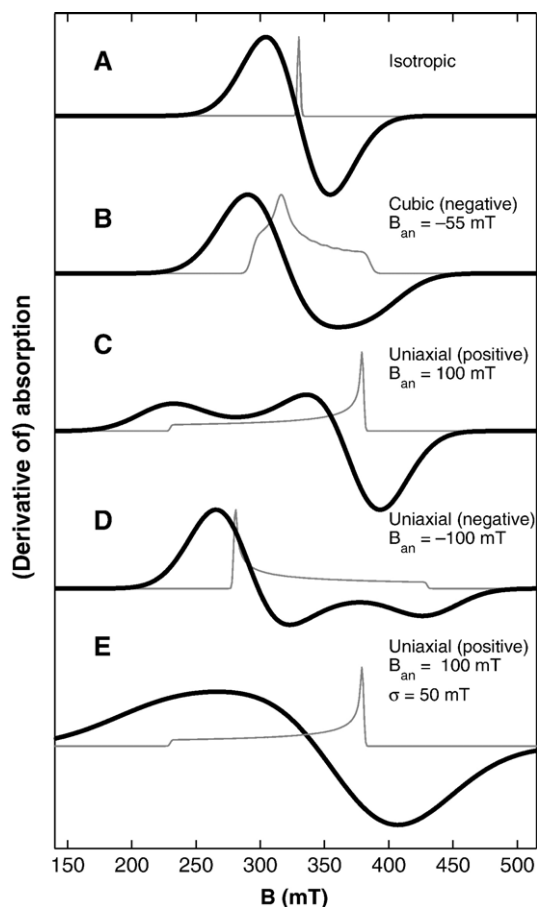 A
Isotropic
B
Cubic (negative)
B_an = −55 mT
C
Uniaxial (positive)
B_an = 100 mT
D
Uniaxial (negative)
B_an = −100 mT
E
Uniaxial (positive)
B_an = 100 mT
σ = 50 mT
(Derivative of) absorption
150 200 250 300 350 400 450 500
B (mT)